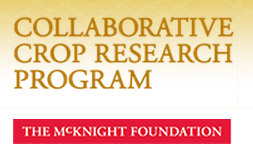 COLLABORATIVE
CROP RESEARCH
PROGRAM
THE McKNIGHT FOUNDATION